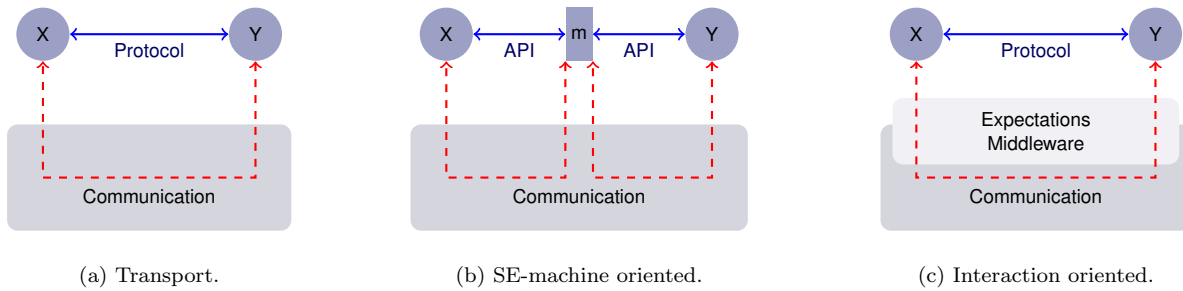 X
Y
Protocol
Communication
(a) Transport.
X
m
Y
API
API
Communication
(b) SE-machine oriented.
X
Y
Protocol
Expectations
Middleware
Communication
(c) Interaction oriented.